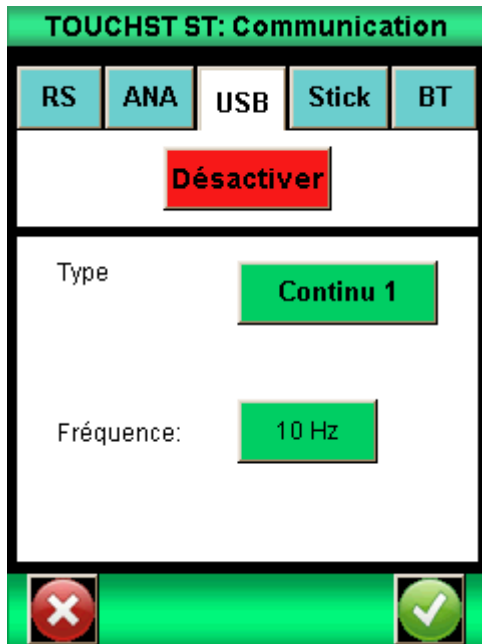 TOUCHST ST: Communication
RS ANA USB Stick BT
Désactiver
Type Continu 1
Fréquence: 10 Hz